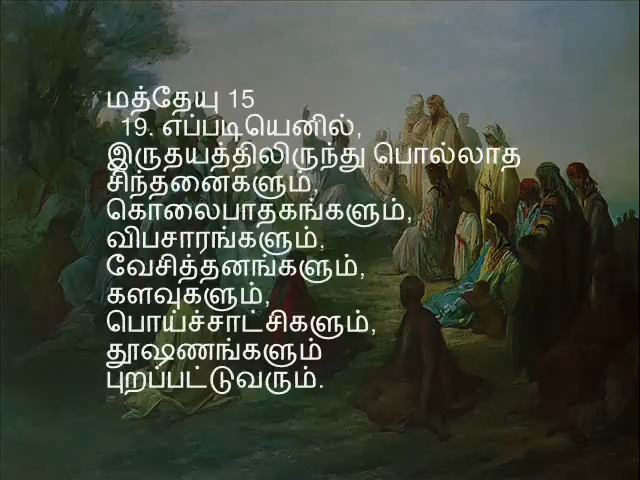 மத்தேயு 15
19. எப்படியெனில்,
இருதயத்திலிருந்து பொல்லாத
சிந்தனைகளும்,
கொலைபாதகங்களும்,
விபசாரங்களும்,
வேசித்தனங்களும்,
களவுகளும்,
பொய்ச்சாட்சிகளும்,
தூஷணங்களும்
புறப்பட்டுவரும்.